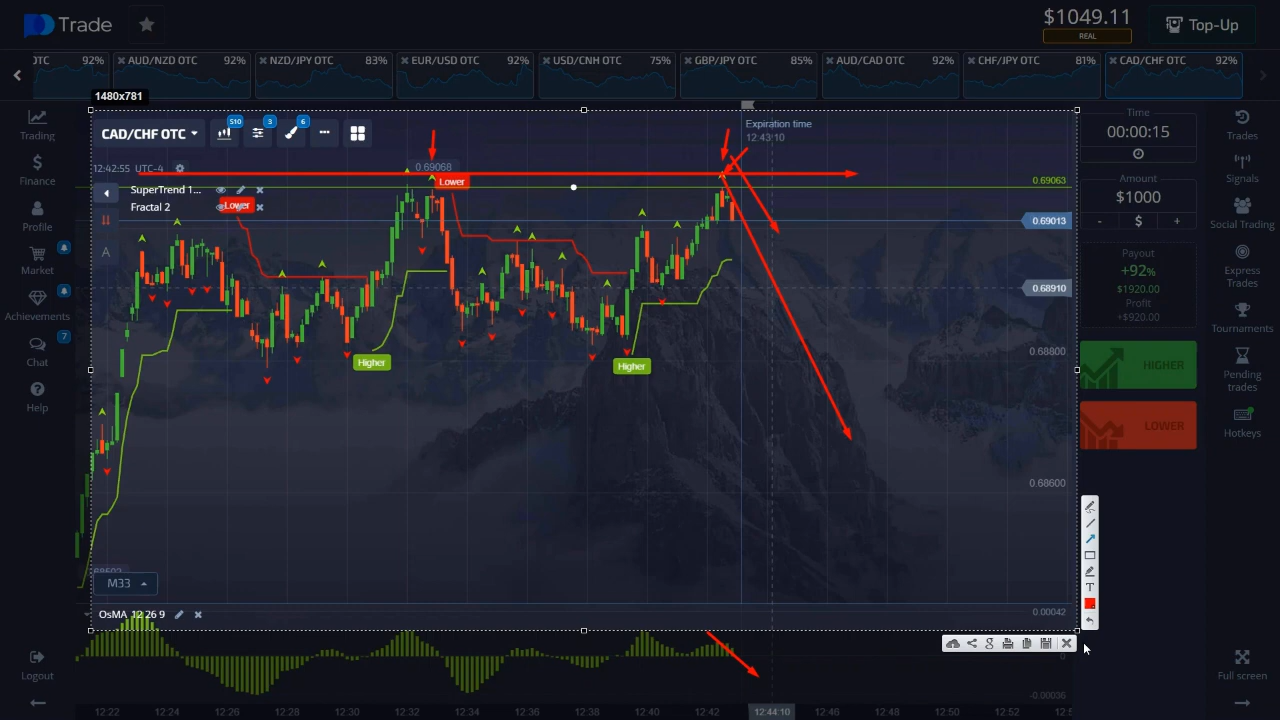 Trade
$1049.11
REAL
Top-Up
OTC 92%
AUD/NZD OTC 92%
NZD/JPY OTC 83%
EUR/USD OTC 92%
USD/CNH OTC 75%
GBP/JPY OTC 85%
AUD/CAD OTC 92%
CHF/JPY OTC 81%
CAD/CHF OTC 92%
1480x781
Trading
Finance
Profile
Market
Achievements
7
Chat
Help
Logout
CAD/CHF OTC
S10
3
6
12:42:55 UTC-4
SuperTrend 1...
Fractal 2
Lower
A
0.69068
Lower
Higher
Higher
Expiration time
12:43:10
0.69063
0.69013
0.68910
0.68800
0.68600
M33
OsMA 12 26 9
0.00042
0
-0.00036
12:22 12:24 12:26 12:28 12:30 12:32 12:34 12:36 12:38 12:40 12:42 12:44:10 12:46 12:48 12:50 12:52
T
Time
00:00:15
Amount
$1000
- $ +
Payout
+92%
$1920.00
Profit
+$920.00
HIGHER
LOWER
Trades
Signals
Social Trading
Express
Trades
Tournaments
Pending
trades
Hotkeys
Full screen